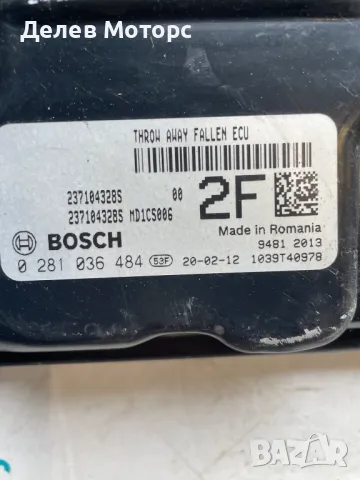 Делев Моторс
THROW AWAY FALLEN ECU
237104328S 00
237104328S MD1CS006
2F
Made in Romania
BOSCH
9481 2013
0 281 036 484 53F 20-02-12 1039T40978
BAZAR